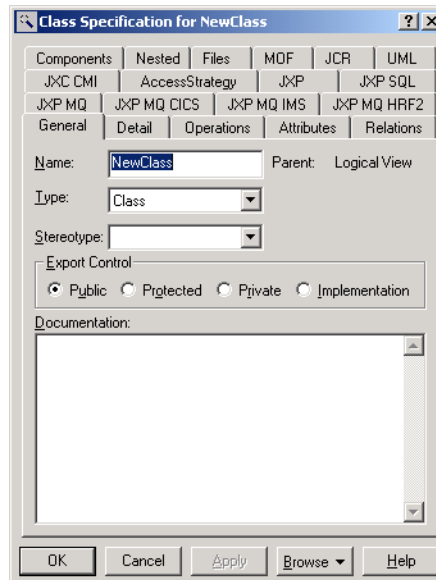 Class Specification for NewClass
Components Nested Files MOF JCR UML
JXC CMI AccessStrategy JXP JXP SQL
JXP MQ JXP MQ CICS JXP MQ IMS JXP MQ HRF2
General Detail Operations Attributes Relations
Name: NewClass Parent: Logical View
Type: Class
Stereotype:
Export Control
Public Protected Private Implementation
Documentation:
OK Cancel Apply Browse Help